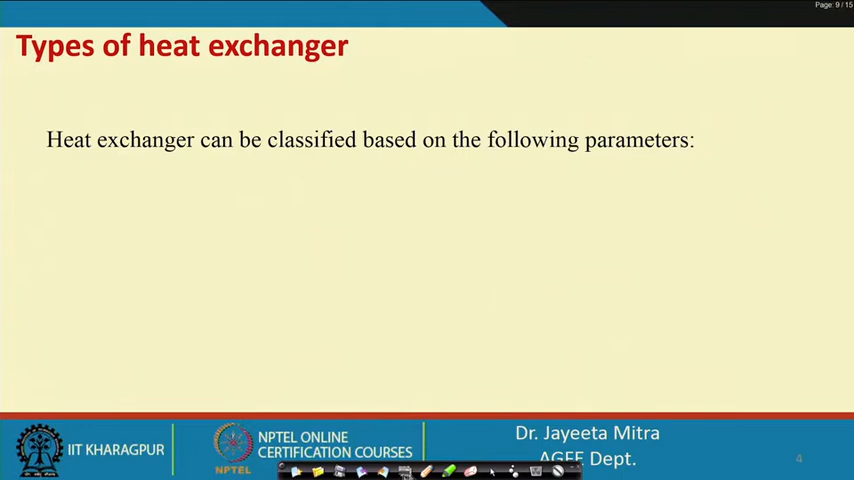 Page: 9 / 15
Types of heat exchanger
Heat exchanger can be classified based on the following parameters:
IIT KHARAGPUR
NPTEL
NPTEL ONLINE
CERTIFICATION COURSES
Dr. Jayeeta Mitra
AGFE Dept.
4